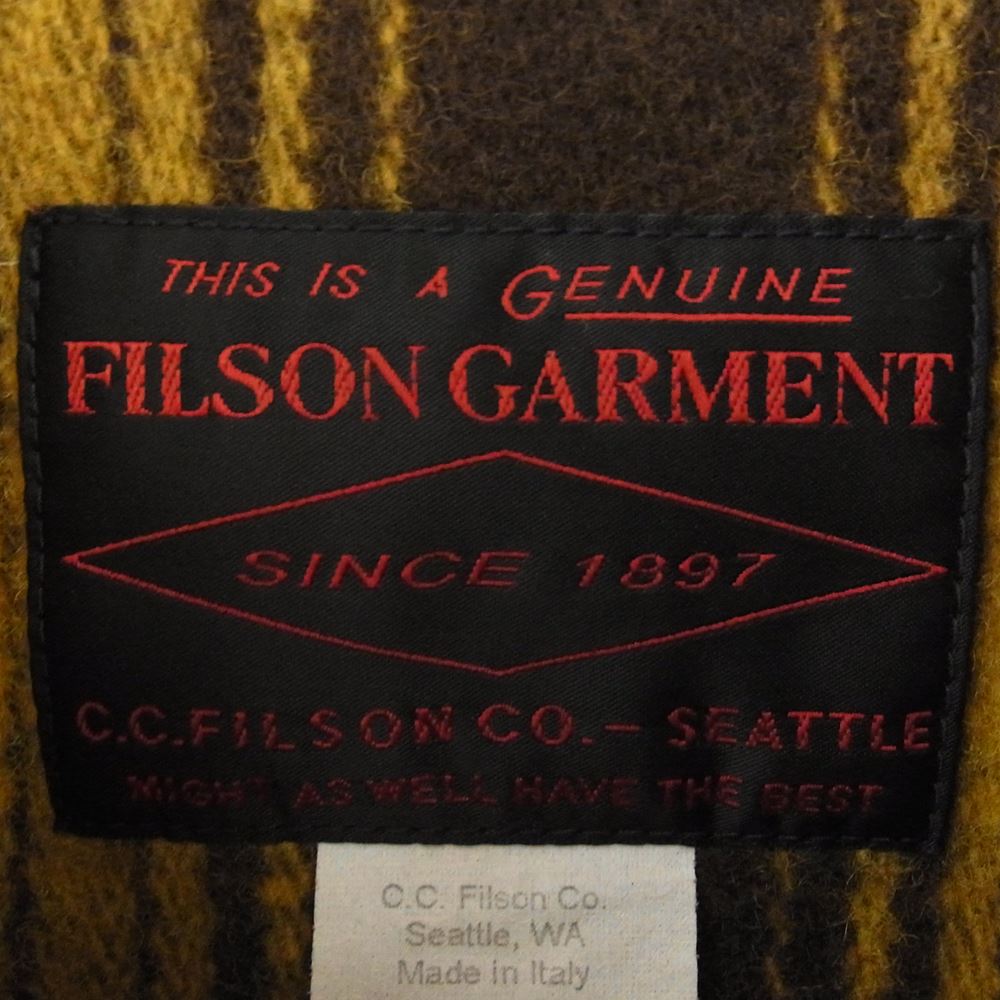 THIS IS A GENUINE
FILSON GARMENT
SINCE 1897
C.C.FILSON CO.– SEATTLE
MIGHT AS WELL HAVE THE BEST
C.C. Filson Co.
Seattle, WA
Made in Italy